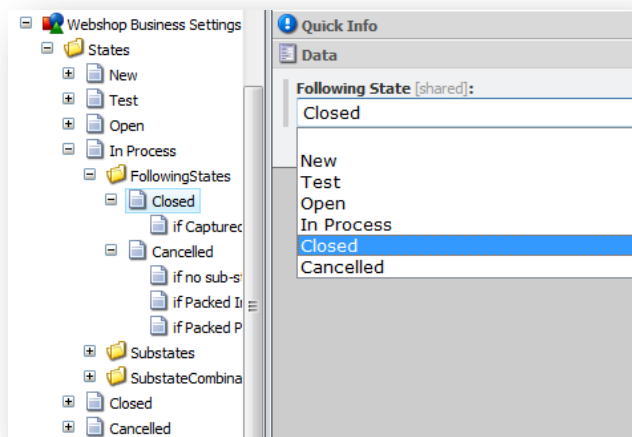 Webshop Business Settings
States
New
Test
Open
In Process
FollowingStates
Closed
if Captured
Cancelled
if no sub-s
if Packed
if Packed P
Substates
SubstateCombina
Closed
Cancelled
Quick Info
Data
Following State [shared]:
Closed
New
Test
Open
In Process
Closed
Cancelled